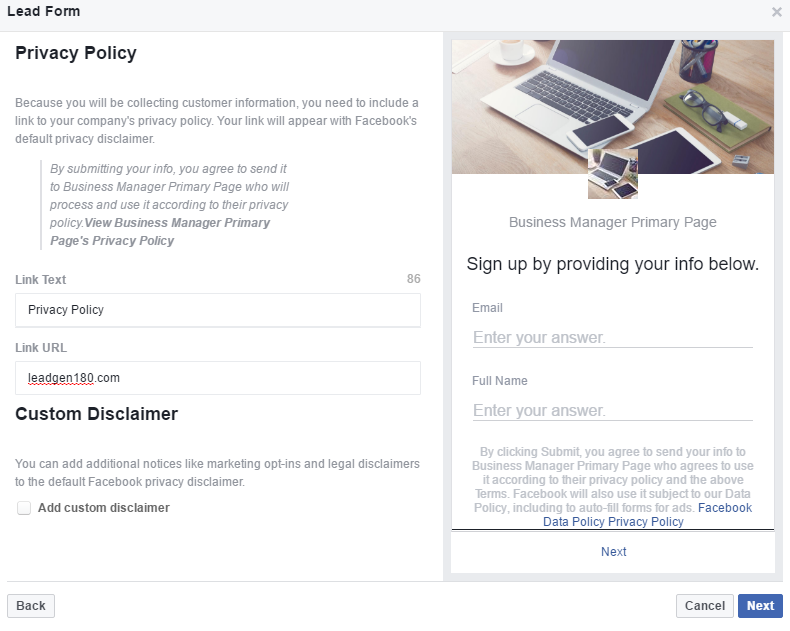 Lead Form
Privacy Policy
Because you will be collecting customer information, you need to include a
link to your company's privacy policy. Your link will appear with Facebook's
default privacy disclaimer.
By submitting your info, you agree to send it
to Business Manager Primary Page who will
process and use it according to their privacy
policy.View Business Manager Primary
Page's Privacy Policy
Link Text
86
Privacy Policy
Link URL
leadgen180.com
Custom Disclaimer
You can add additional notices like marketing opt-ins and legal disclaimers
to the default Facebook privacy disclaimer.
Add custom disclaimer
Business Manager Primary Page
Sign up by providing your info below.
Email
Enter your answer.
Full Name
Enter your answer.
By clicking Submit, you agree to send your info to
Business Manager Primary Page who agrees to use
it according to their privacy policy and the above
Terms. Facebook will also use it subject to our Data
Policy, including to auto-fill forms for ads. Facebook
Data Policy Privacy Policy
Next
Back
Cancel
Next